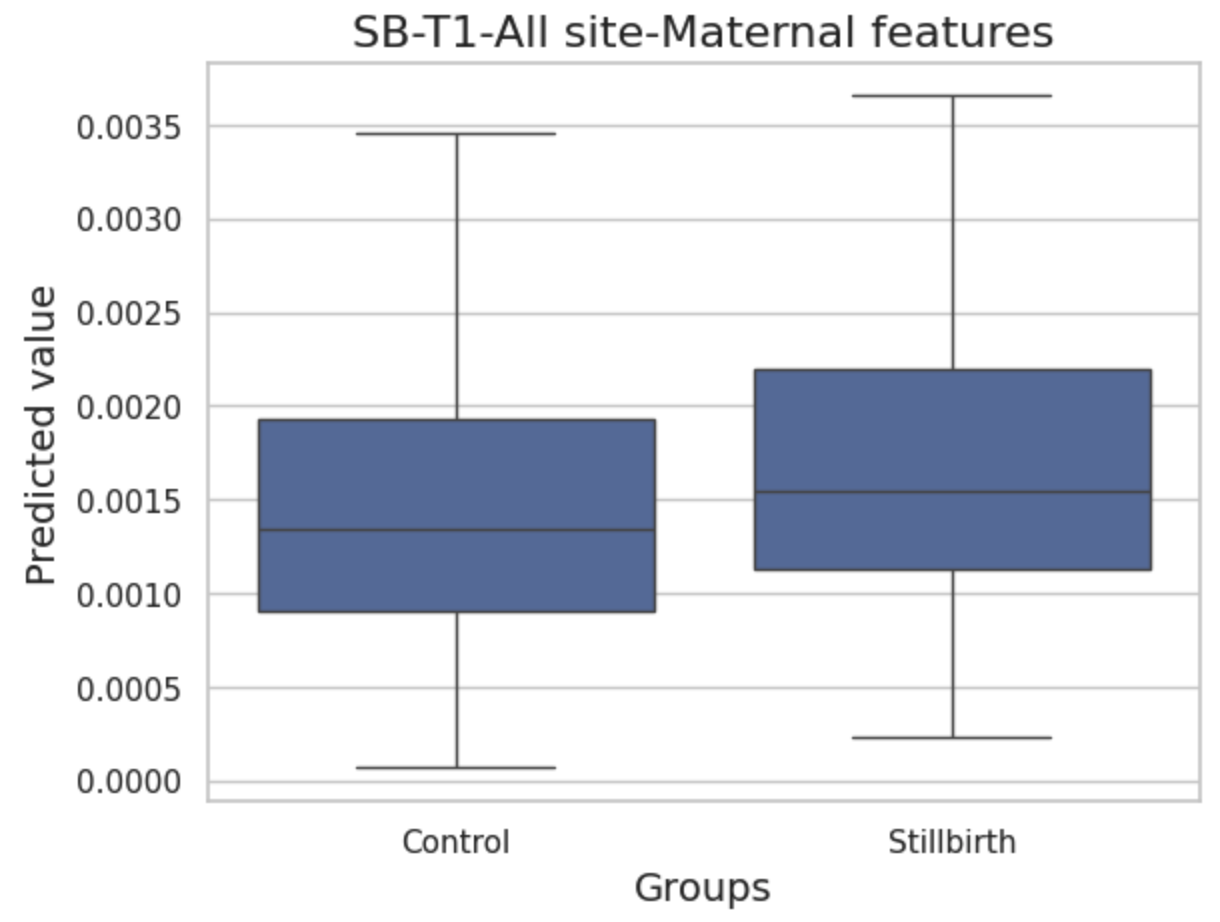 SB-T1-All site-Maternal features
Predicted value
0.0035
0.0030
0.0025
0.0020
0.0015
0.0010
0.0005
0.0000
Control Stillbirth
Groups